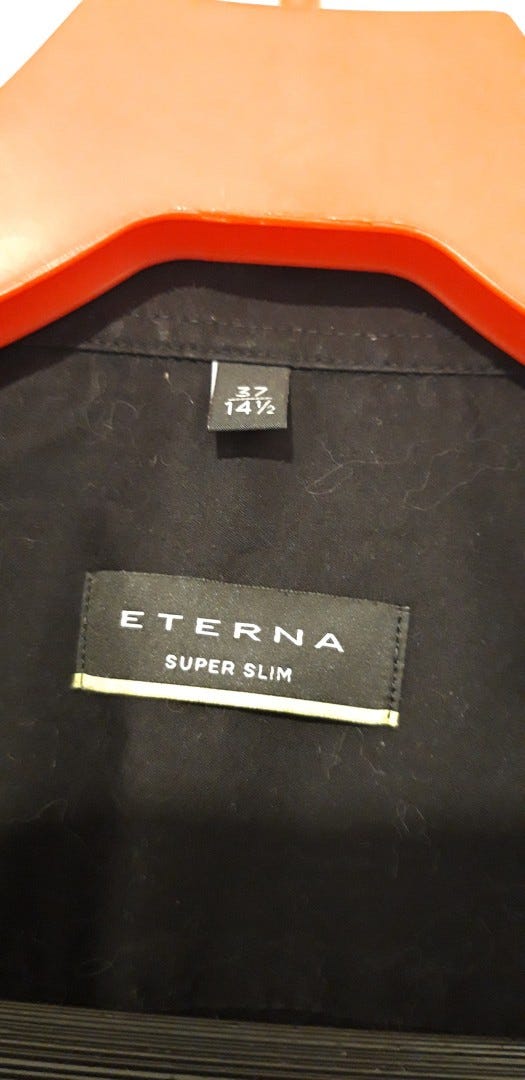 37
14½
ETERNA
SUPER SLIM